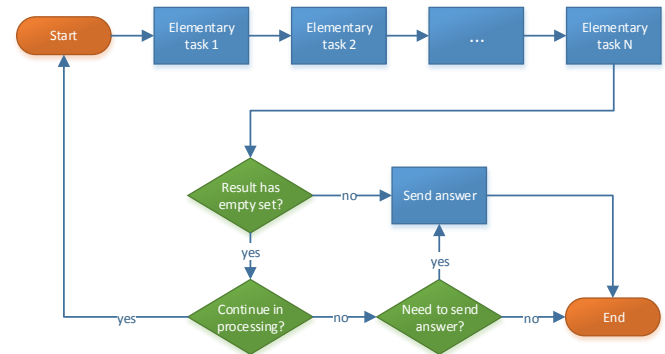 Start
Elementary
task 1
Elementary
task 2
...
Elementary
task N
Result has
empty set?
no
Send answer
yes
yes
Continue in
processing?
no
Need to send
answer?
no
End
yes